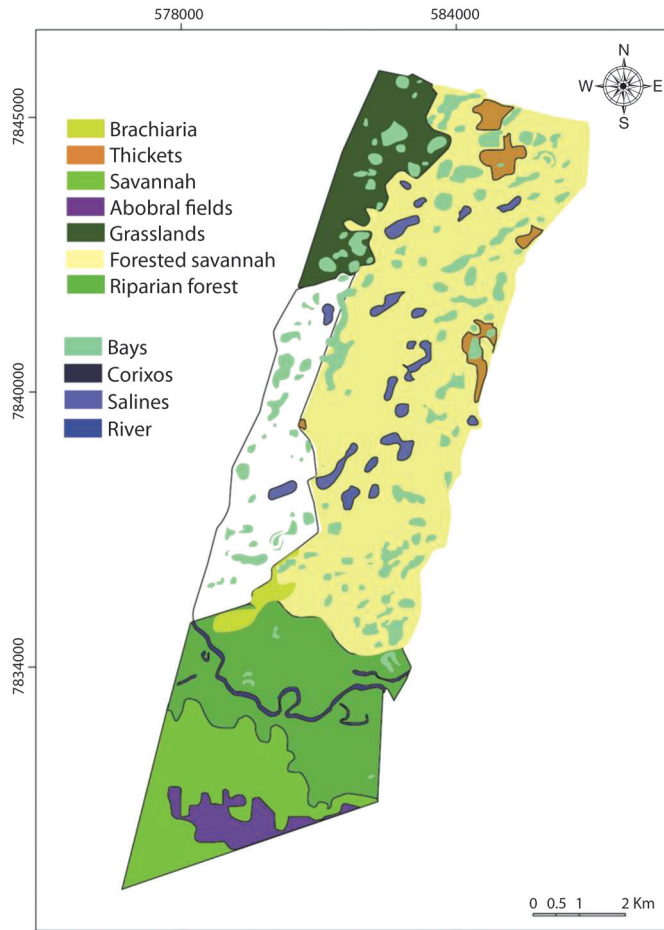 578000 584000
N
W E
S
7845000
Brachiaria
Thickets
Savannah
Abobral fields
Grasslands
Forested savannah
Riparian forest
Bays
Corixos
Salines
River
7840000
7834000
0 0.5 1 2 Km